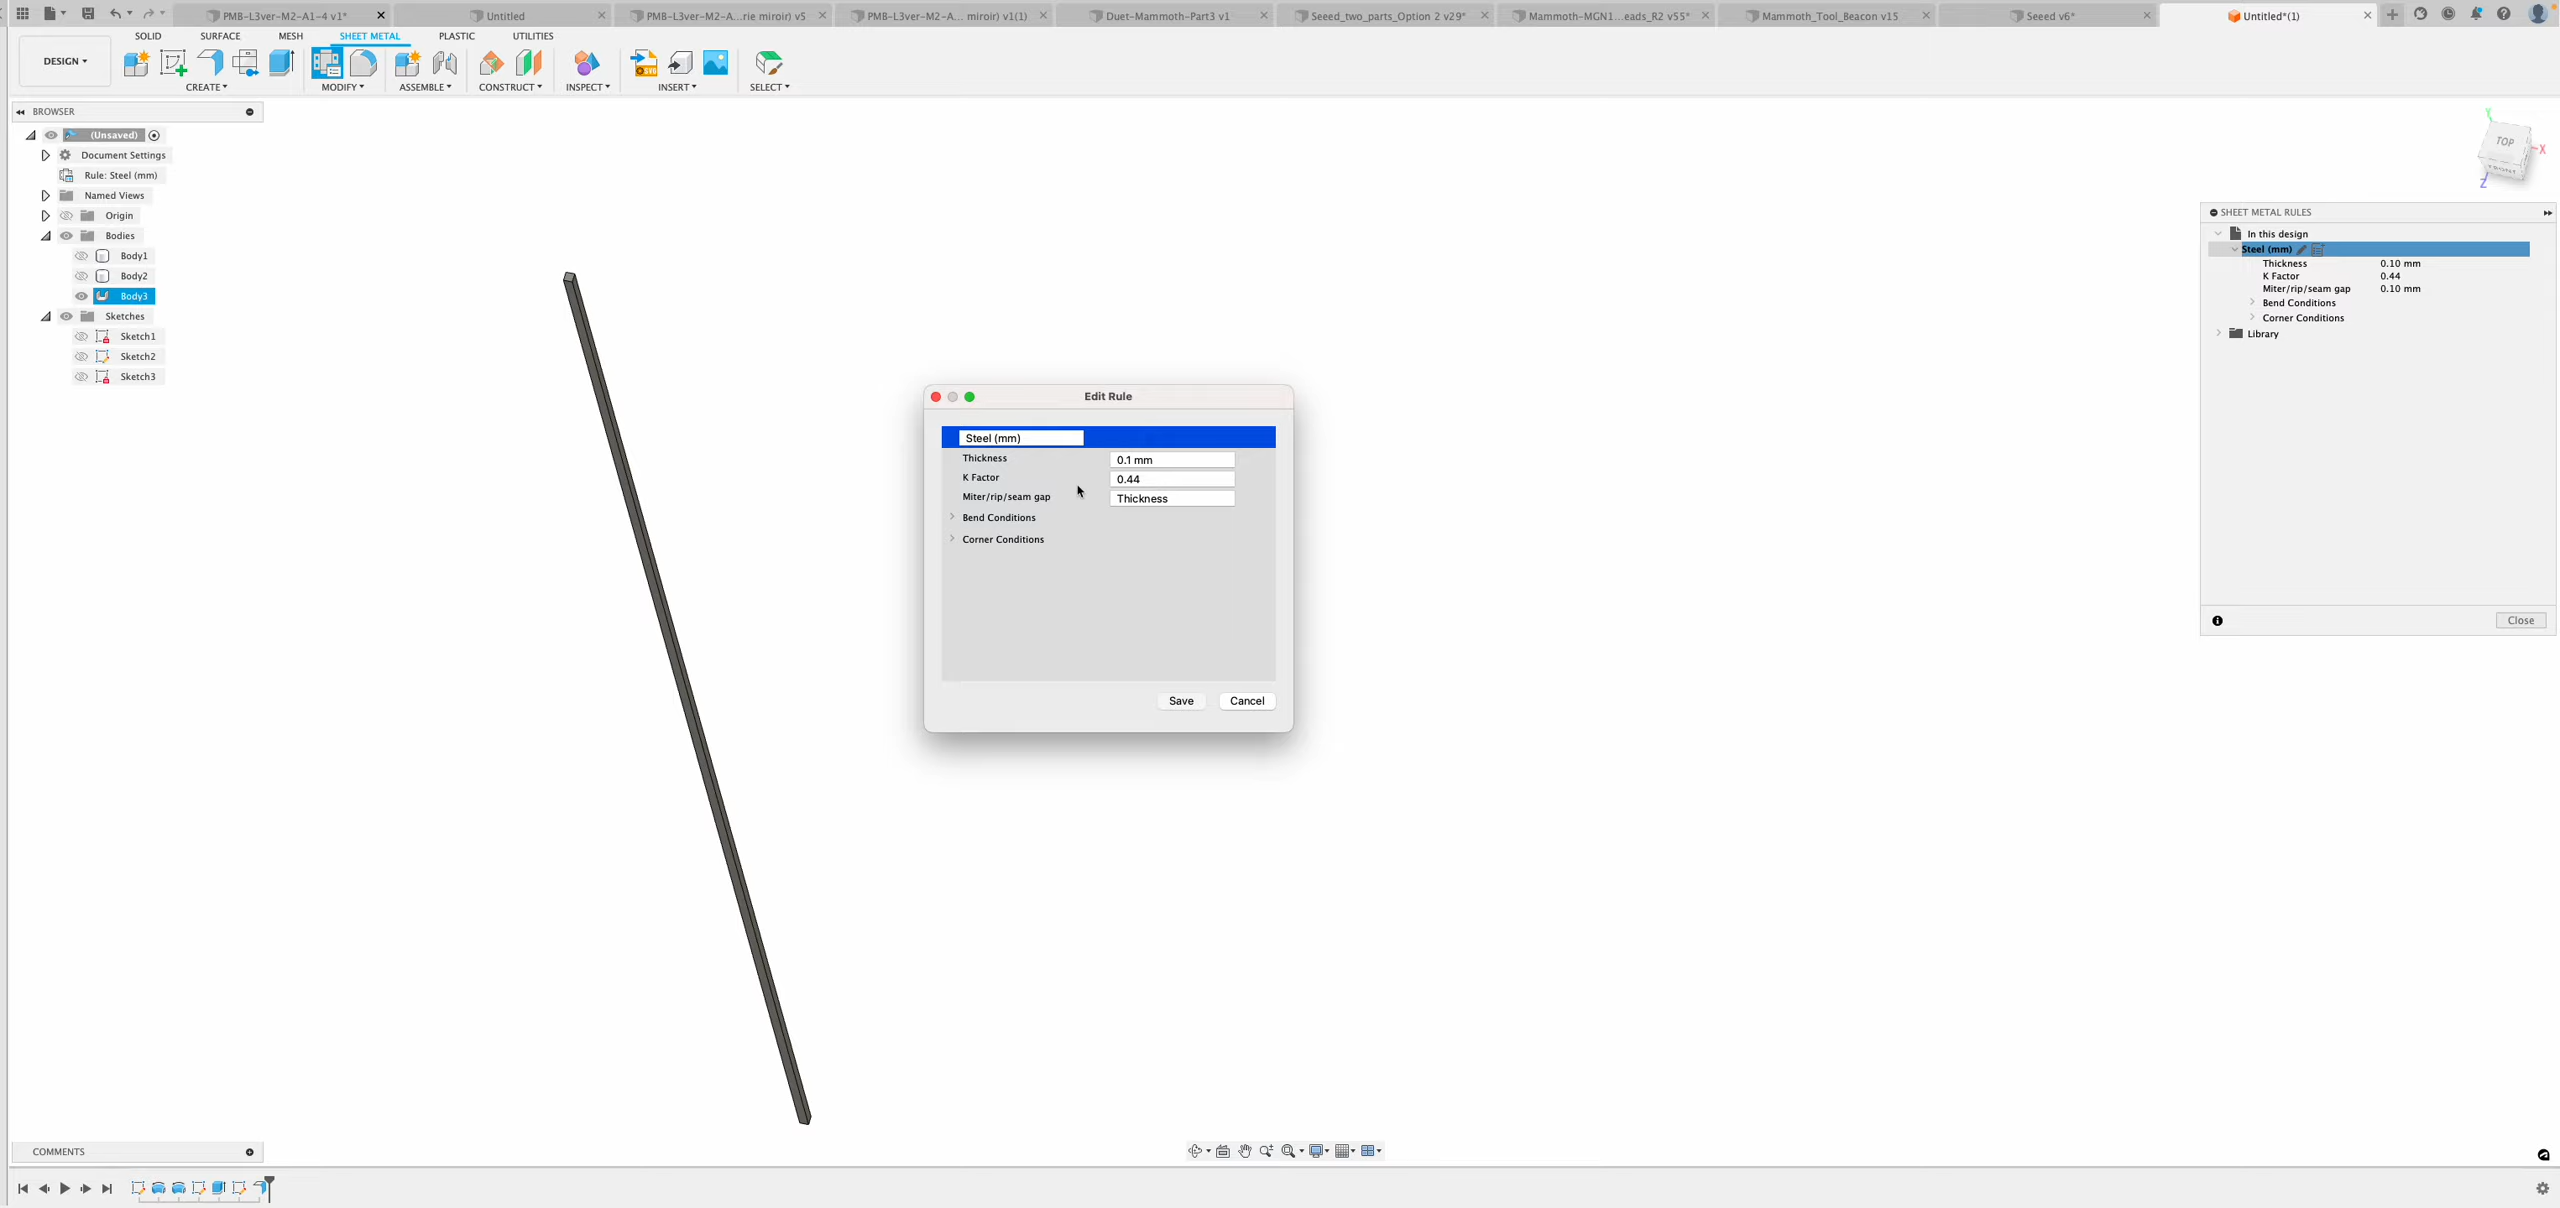 PMB-L3ver-M2-A1-4 v1*
Untitled
PMB-L3ver-M2-A...rie miroir) v5
PMB-L3ver-M2-A... miroir) v1(1)
Duet-Mammoth-Part3 v1
Seeed_two_parts_Option 2 v29*
Mammoth-MGN1...eads_R2 v55*
Mammoth_Tool_Beacon v15
Seeed v6*
Untitled*(1)
SOLID
SURFACE
MESH
SHEET METAL
PLASTIC
UTILITIES
DESIGN
CREATE
MODIFY
ASSEMBLE
CONSTRUCT
INSPECT
INSERT
SELECT
BROWSER
(Unsaved)
Document Settings
Rule: Steel (mm)
Named Views
Origin
Bodies
Body1
Body2
Body3
Sketches
Sketch1
Sketch2
Sketch3
Y
TOP
X
Z
SHEET METAL RULES
In this design
Steel (mm)
Thickness 0.10 mm
K Factor 0.44
Miter/rip/seam gap 0.10 mm
Bend Conditions
Corner Conditions
Library
Close
Edit Rule
Steel (mm)
Thickness 0.1 mm
K Factor 0.44
Miter/rip/seam gap Thickness
Bend Conditions
Corner Conditions
Save Cancel
COMMENTS